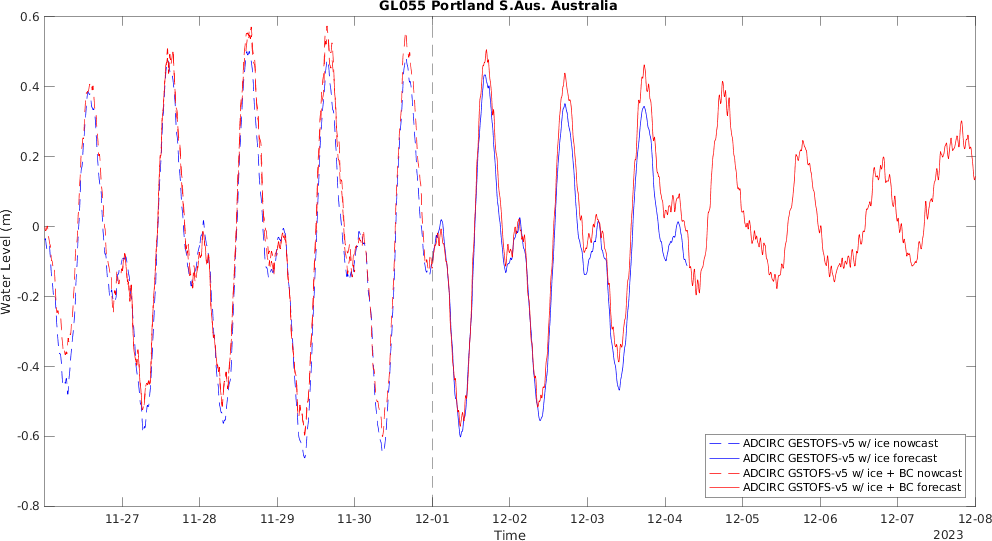 GL055 Portland S.Aus. Australia
0.6
0.4
0.2
0
-0.2
-0.4
-0.6
-0.8
Water Level (m)
ADCIRC GESTOFS-v5 w/ ice nowcast
ADCIRC GESTOFS-v5 w/ ice forecast
ADCIRC GSTOFS-v5 w/ ice + BC nowcast
ADCIRC GSTOFS-v5 w/ ice + BC forecast
11-27 11-28 11-29 11-30 12-01 12-02 12-03 12-04 12-05 12-06 12-07 12-08
Time
2023